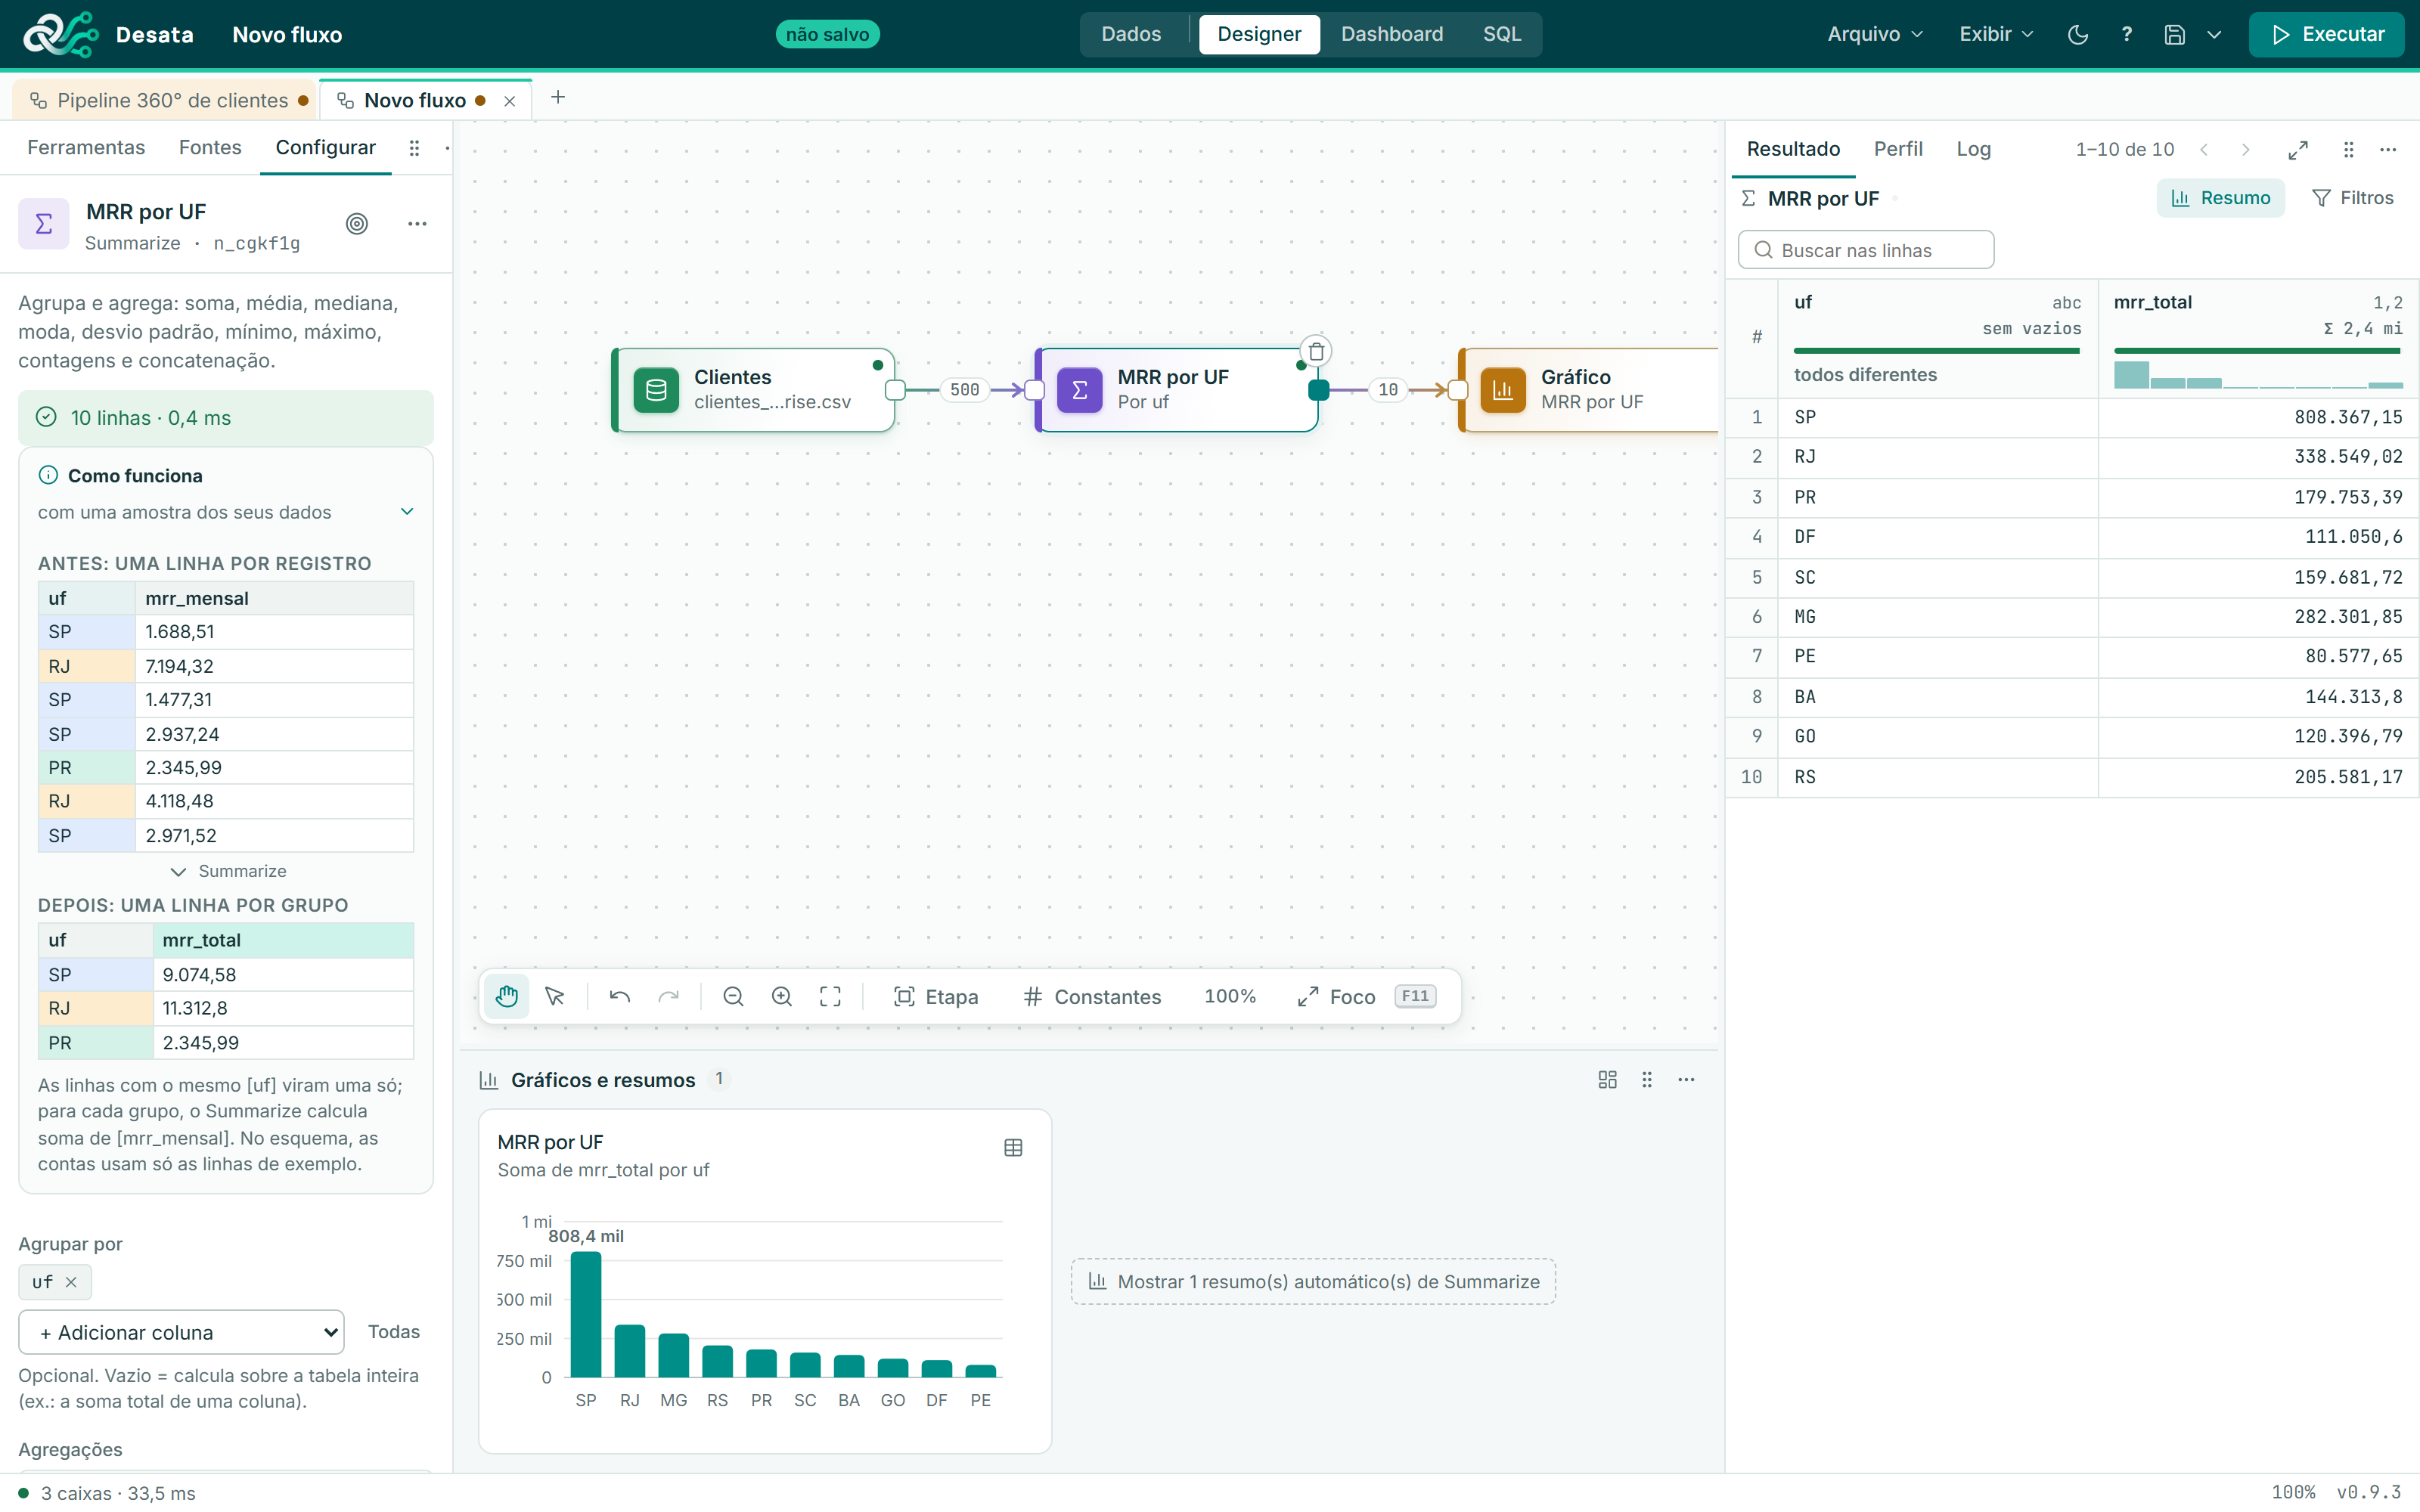 Desata
Novo fluxo
não salvo
Dados
Designer
Dashboard
SQL
Arquivo
Exibir
?
Executar
Pipeline 360° de clientes
Novo fluxo
Ferramentas
Fontes
Configurar
MRR por UF
Summarize · n_cgkf1g
Agrupa e agrega: soma, média, mediana,
moda, desvio padrão, mínimo, máximo,
contagens e concatenação.
10 linhas · 0,4 ms
Como funciona
com uma amostra dos seus dados
ANTES: UMA LINHA POR REGISTRO
uf mrr_mensal
SP 1.688,51
RJ 7.194,32
SP 1.477,31
SP 2.937,24
PR 2.345,99
RJ 4.118,48
SP 2.971,52
Summarize
DEPOIS: UMA LINHA POR GRUPO
uf mrr_total
SP 9.074,58
RJ 11.312,8
PR 2.345,99
As linhas com o mesmo [uf] viram uma só;
para cada grupo, o Summarize calcula
soma de [mrr_mensal]. No esquema, as
contas usam só as linhas de exemplo.
Agrupar por
uf
+ Adicionar coluna
Todas
Opcional. Vazio = calcula sobre a tabela inteira
(ex.: a soma total de uma coluna).
Agregações
Clientes
clientes_...rise.csv
500
Σ
MRR por UF
Por uf
10
Gráfico
MRR por UF
Etapa
Constantes
100%
Foco
F11
Gráficos e resumos 1
MRR por UF
Soma de mrr_total por uf
1 mi
808,4 mil
750 mil
500 mil
250 mil
0
SP RJ MG RS PR SC BA GO DF PE
Mostrar 1 resumo(s) automático(s) de Summarize
Resultado
Perfil
Log
1–10 de 10
Σ MRR por UF
Resumo
Filtros
Buscar nas linhas
# uf abc mrr_total 1,2
sem vazios Σ 2,4 mi
todos diferentes
1 SP 808.367,15
2 RJ 338.549,02
3 PR 179.753,39
4 DF 111.050,6
5 SC 159.681,72
6 MG 282.301,85
7 PE 80.577,65
8 BA 144.313,8
9 GO 120.396,79
10 RS 205.581,17
3 caixas · 33,5 ms
100% v0.9.3